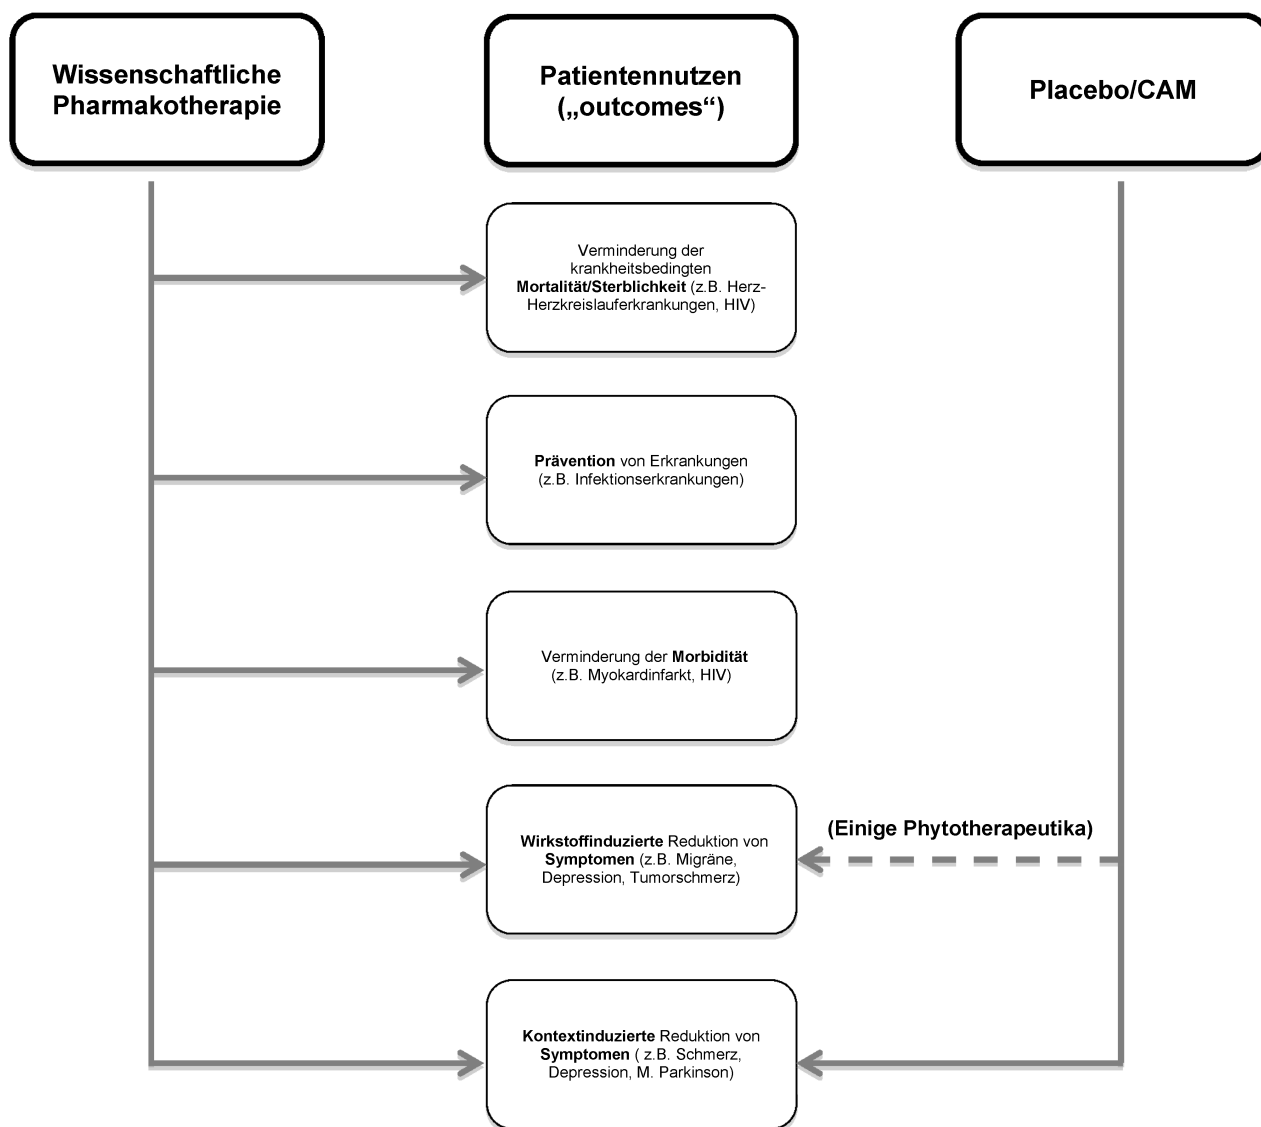 Wissenschaftliche
Pharmakotherapie
Patientennutzen
(„outcomes“)
Placebo/CAM
Verminderung der
krankheitsbedingten
Mortalität/Sterblichkeit (z.B. Herz-
Herzkreislauferkrankungen, HIV)
Prävention von Erkrankungen
(z.B. Infektionserkrankungen)
Verminderung der Morbidität
(z.B. Myokardinfarkt, HIV)
Wirkstoffinduzierte Reduktion von
Symptomen (z.B. Migräne,
Depression, Tumorschmerz)
(Einige Phytotherapeutika)
Kontextinduzierte Reduktion von
Symptomen ( z.B. Schmerz,
Depression, M. Parkinson)